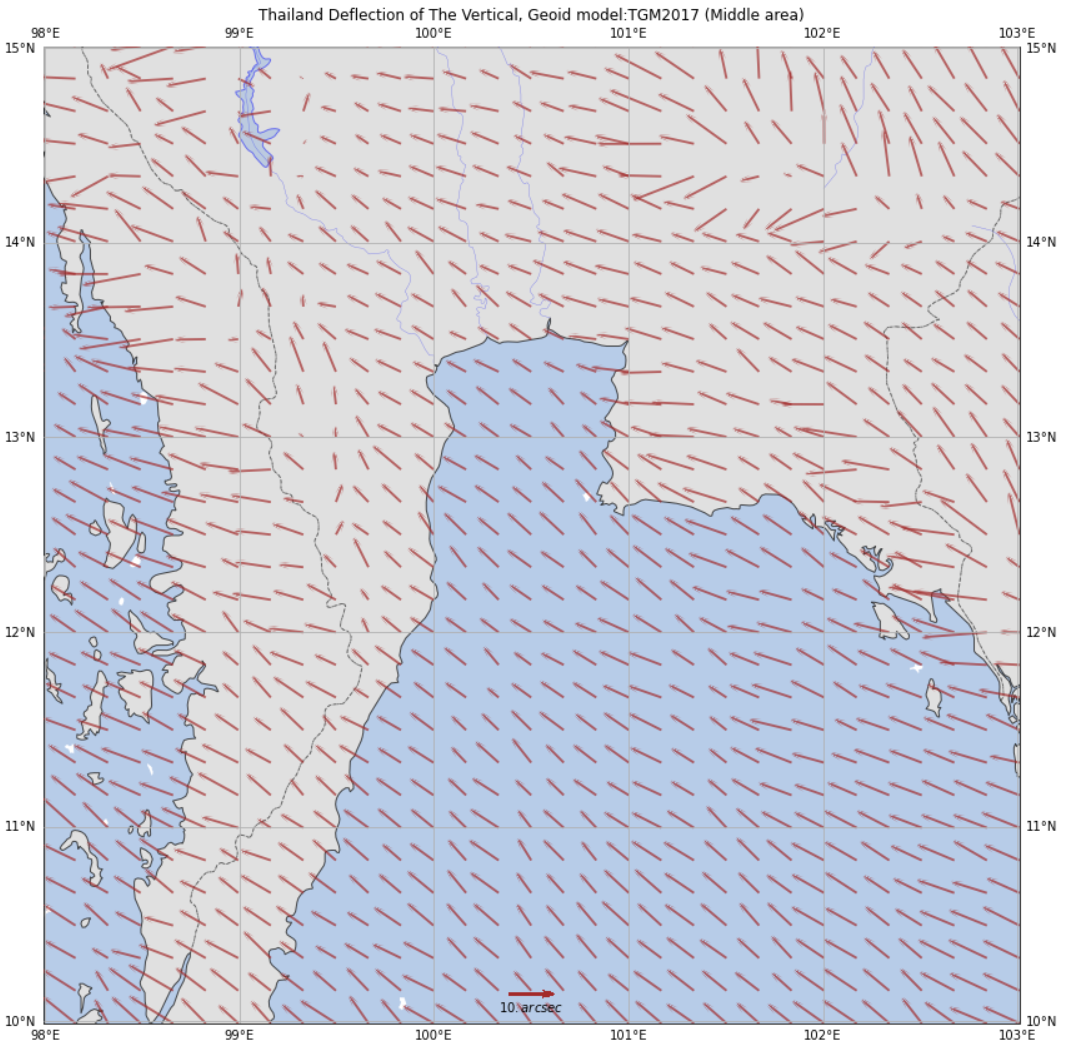 Thailand Deflection of The Vertical, Geoid model:TGM2017 (Middle area)
98°E 99°E 100°E 101°E 102°E 103°E
15°N 15°N
14°N 14°N
13°N 13°N
12°N 12°N
11°N 11°N
10. arcsec
10°N 10°N
98°E 99°E 100°E 101°E 102°E 103°E